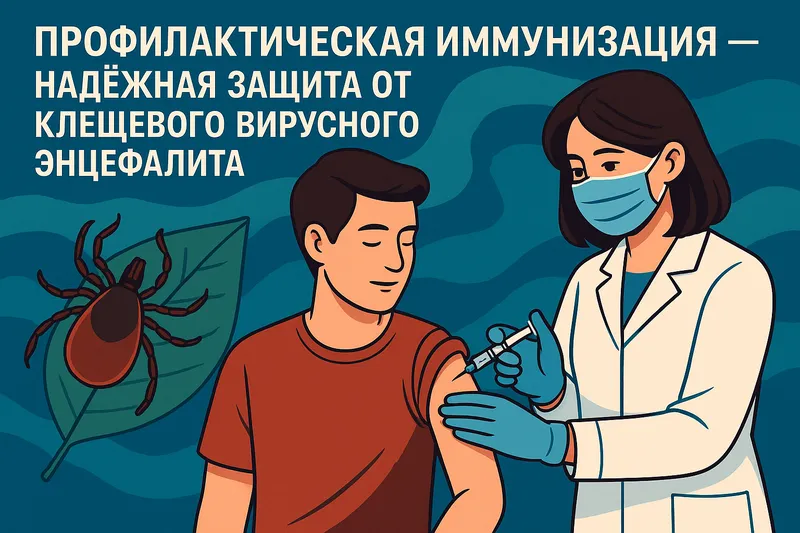 ПРОФИЛАКТИЧЕСКАЯ ИММУНИЗАЦИЯ —
НАДЁЖНАЯ ЗАЩИТА ОТ
КЛЕЩЕВОГО ВИРУСНОГО
ЭНЦЕФАЛИТА